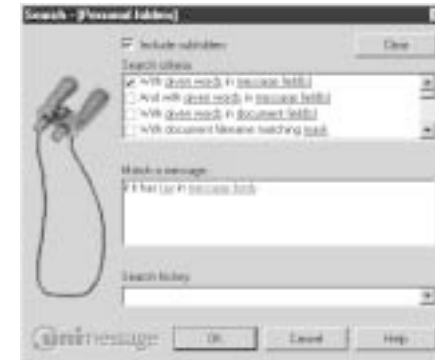 Search - [Personal folders]
Include subfolders
Clear
Search criteria
With given words in message field(s)
And with given words in message field(s)
With given words in document field(s)
With document filename matching mask
Match a message
if it has in message body
Search history
OK
Cancel
Help